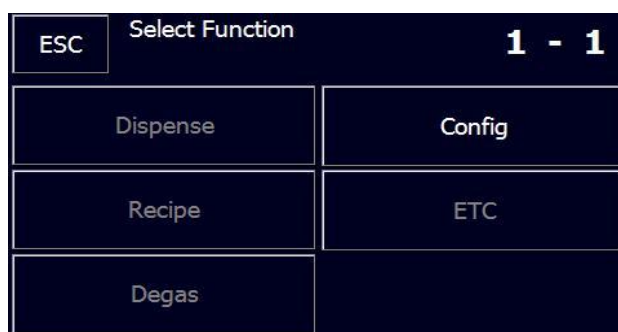 ESC
Select Function
1 - 1
Dispense
Config
Recipe
ETC
Degas